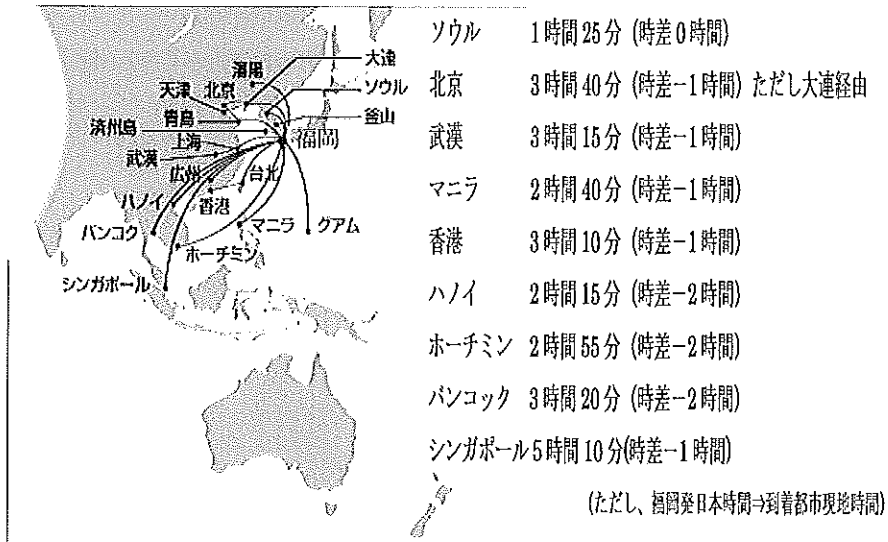 瀋陽
大連
天津 北京
ソウル
青島
釜山
済州島
上海
福岡
武漢
広州
台北
香港
ハノイ
マニラ
グアム
バンコク
ホーチミン
シンガポール
ソウル 1時間25分 (時差0時間)
北京 3時間40分 (時差−1時間) ただし大連経由
武漢 3時間15分 (時差−1時間)
マニラ 2時間40分 (時差−1時間)
香港 3時間10分 (時差−1時間)
ハノイ 2時間15分 (時差−2時間)
ホーチミン 2時間55分 (時差−2時間)
バンコック 3時間20分 (時差−2時間)
シンガポール5時間10分(時差−1時間)
(ただし、福岡発日本時間⇒到着都市現地時間)